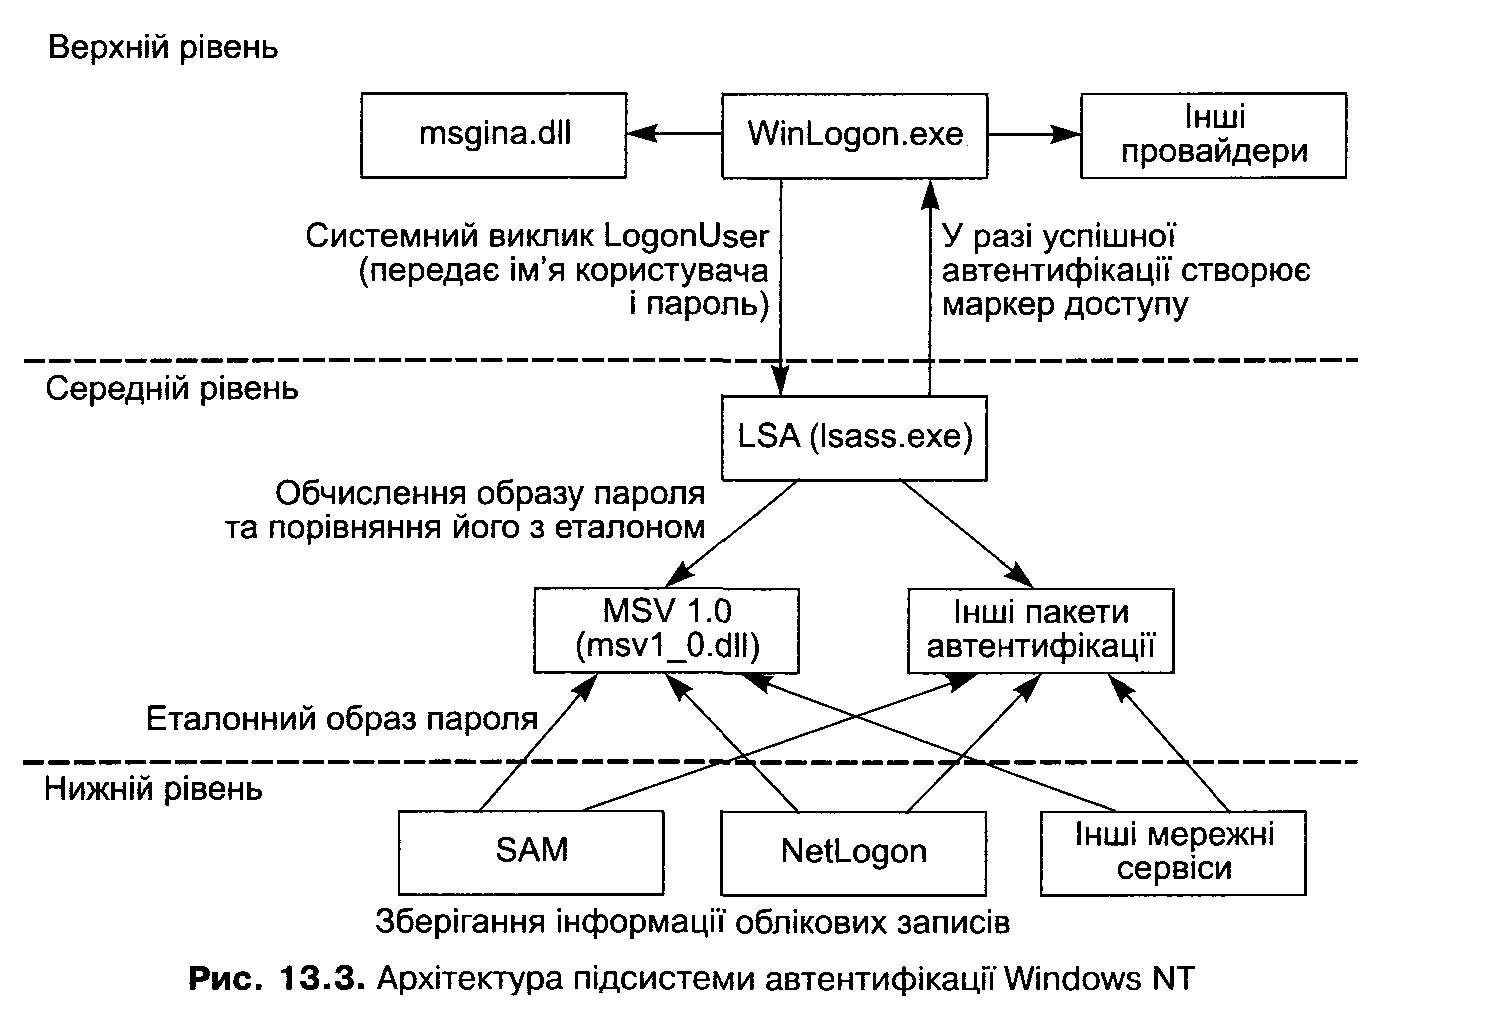 Верхній рівень
msgina.dll
WinLogon.exe
Інші
провайдери
Системний виклик LogonUser
(передає ім'я користувача
і пароль)
У разі успішної
автентифікації створює
маркер доступу
Середній рівень
LSA (lsass.exe)
Обчислення образу пароля
та порівняння його з еталоном
MSV 1.0
(msv1_0.dll)
Інші пакети
автентифікації
Еталонний образ пароля
Нижній рівень
SAM
NetLogon
Інші мережні
сервіси
Зберігання інформації облікових записів
Рис. 13.3. Архітектура підсистеми автентифікації Windows NT